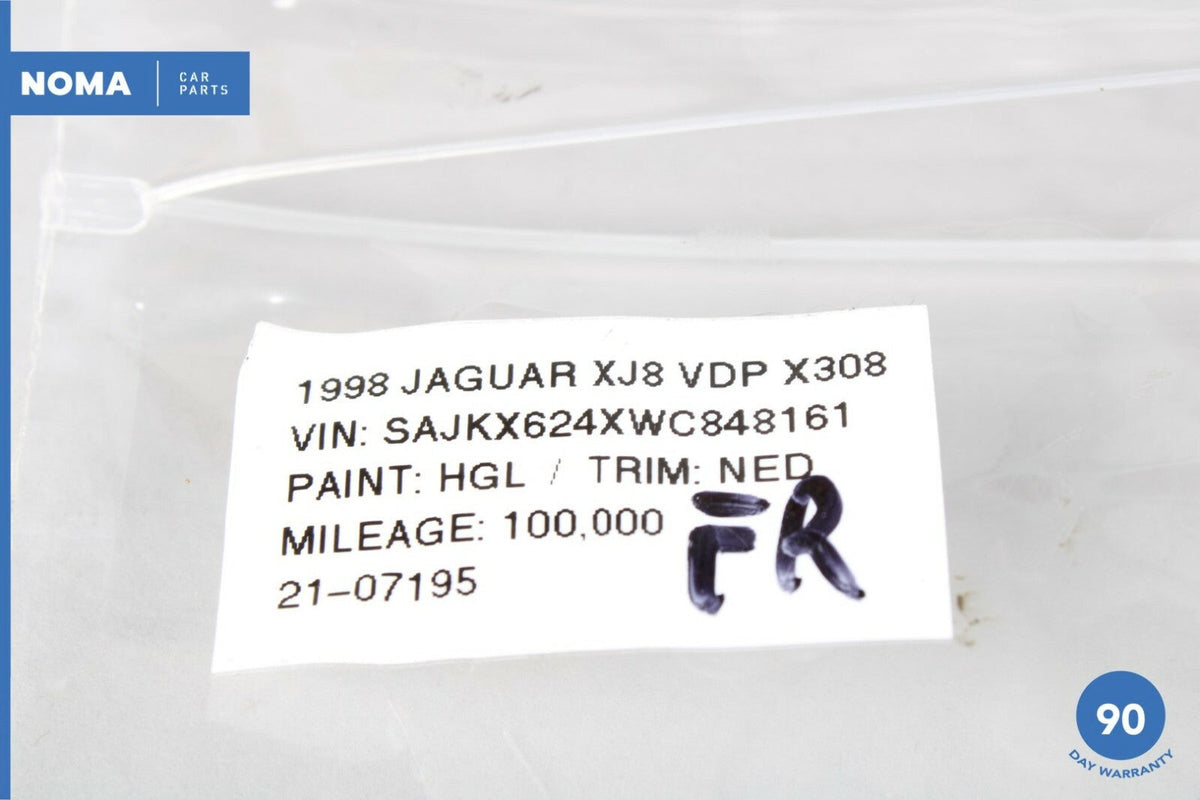 NOMA CAR PARTS
1998 JAGUAR XJ8 VDP X308
VIN: SAJKX624XWC848161
PAINT: HGL / TRIM: NED
MILEAGE: 100,000
21-07195
FR
90
DAY WARRANTY